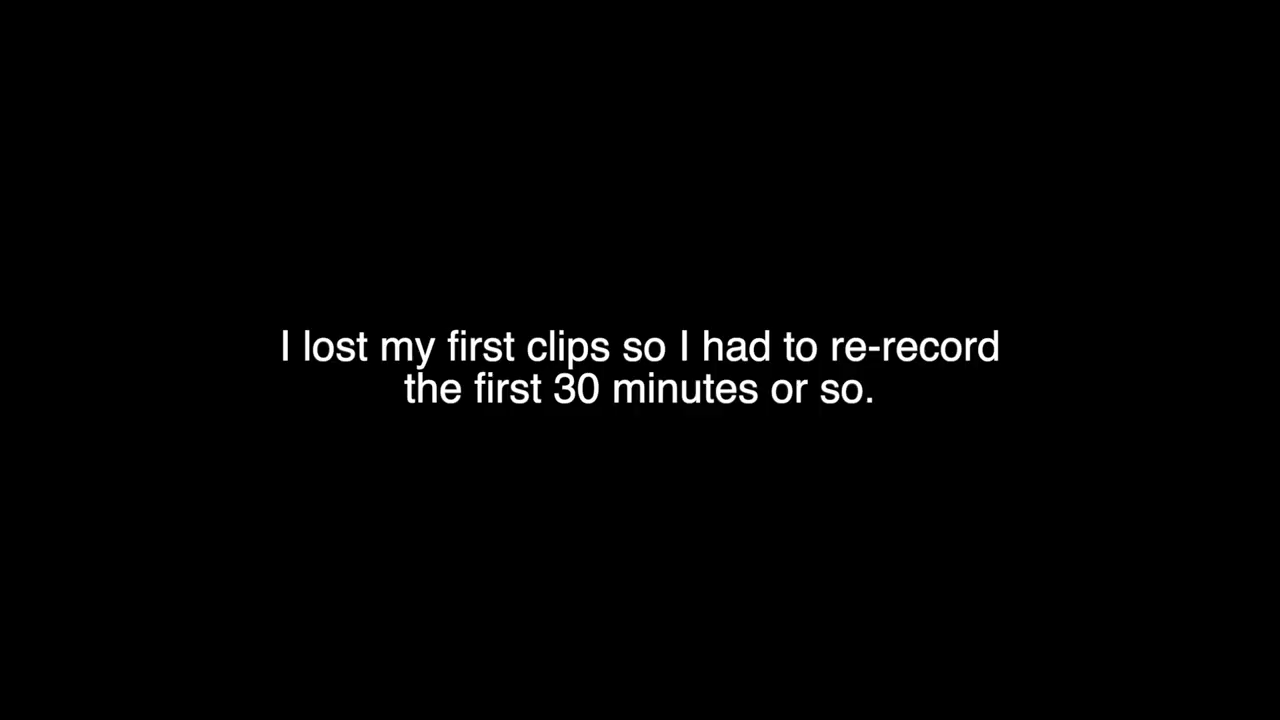 I lost my first clips so I had to re-record
the first 30 minutes or so.